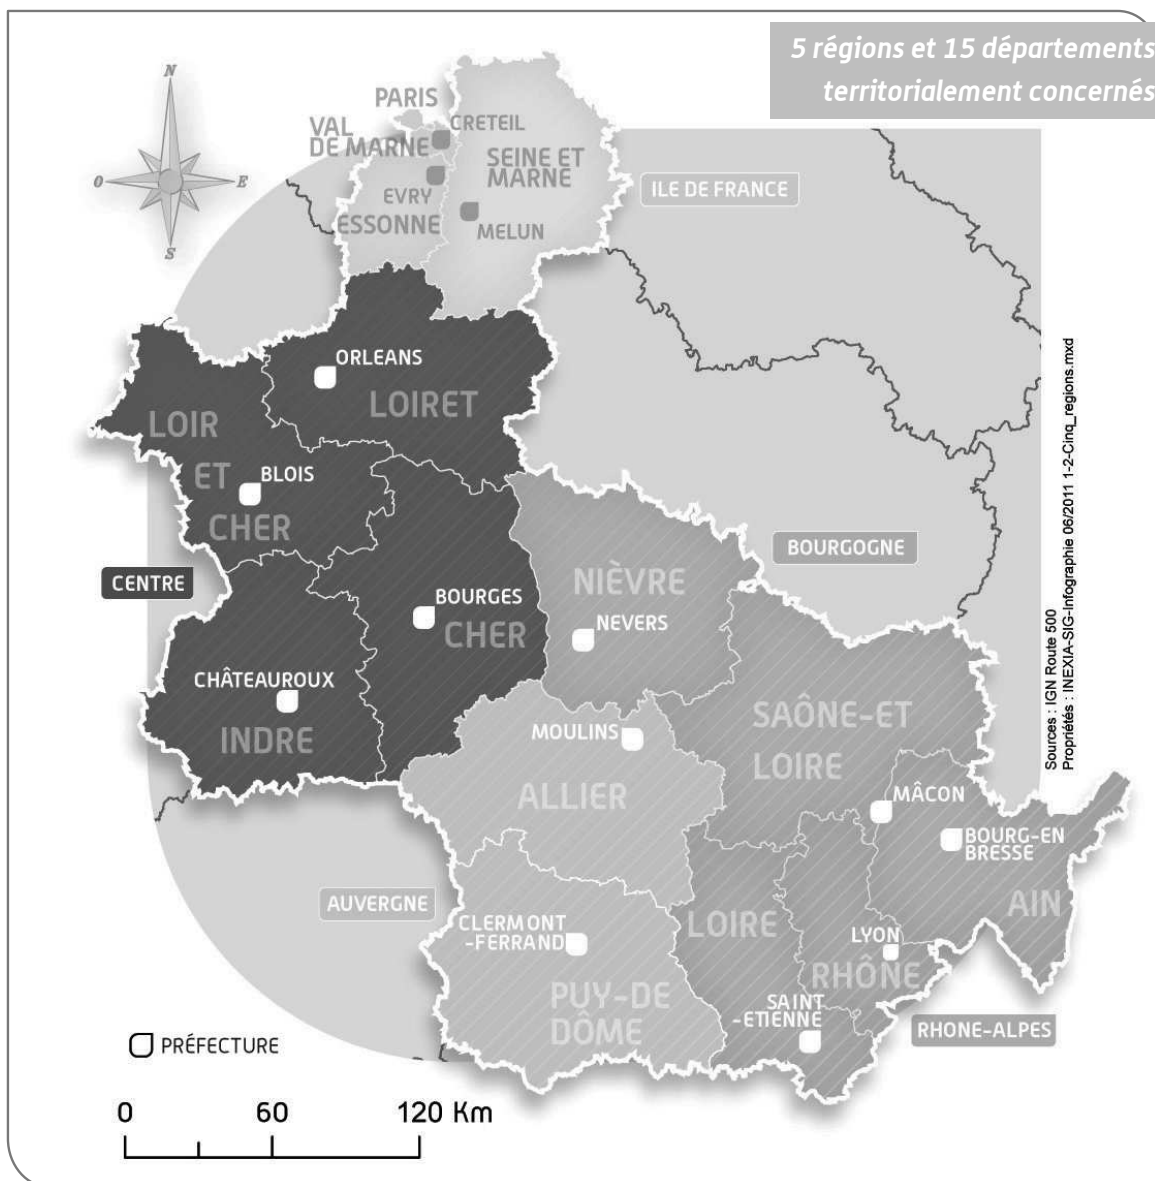 5 régions et 15 départements
territorialement concernés
N
O
E
S
PARIS
VAL
DE MARNE
CRETEIL
SEINE ET
MARNE
ILE DE FRANCE
EVRY
ESSONNE
MELUN
ORLEANS
LOIRET
LOIR
ET
CHER
BLOIS
CENTRE
BOURGES
CHER
NIÈVRE
NEVERS
BOURGOGNE
CHÂTEAUROUX
INDRE
MOULINS
ALLIER
SAÔNE-ET
LOIRE
MÂCON
BOURG-EN
BRESSE
AIN
AUVERGNE
CLERMONT
-FERRAND
PUY-DE
DÔME
LOIRE
LYON
RHÔNE
SAINT
-ETIENNE
RHONE-ALPES
PRÉFECTURE
0 60 120 Km
Sources : IGN Route 500
Propriétés : INEXIA-SIG-Infographie 06/2011 1-2-Cinq_regions.mxd